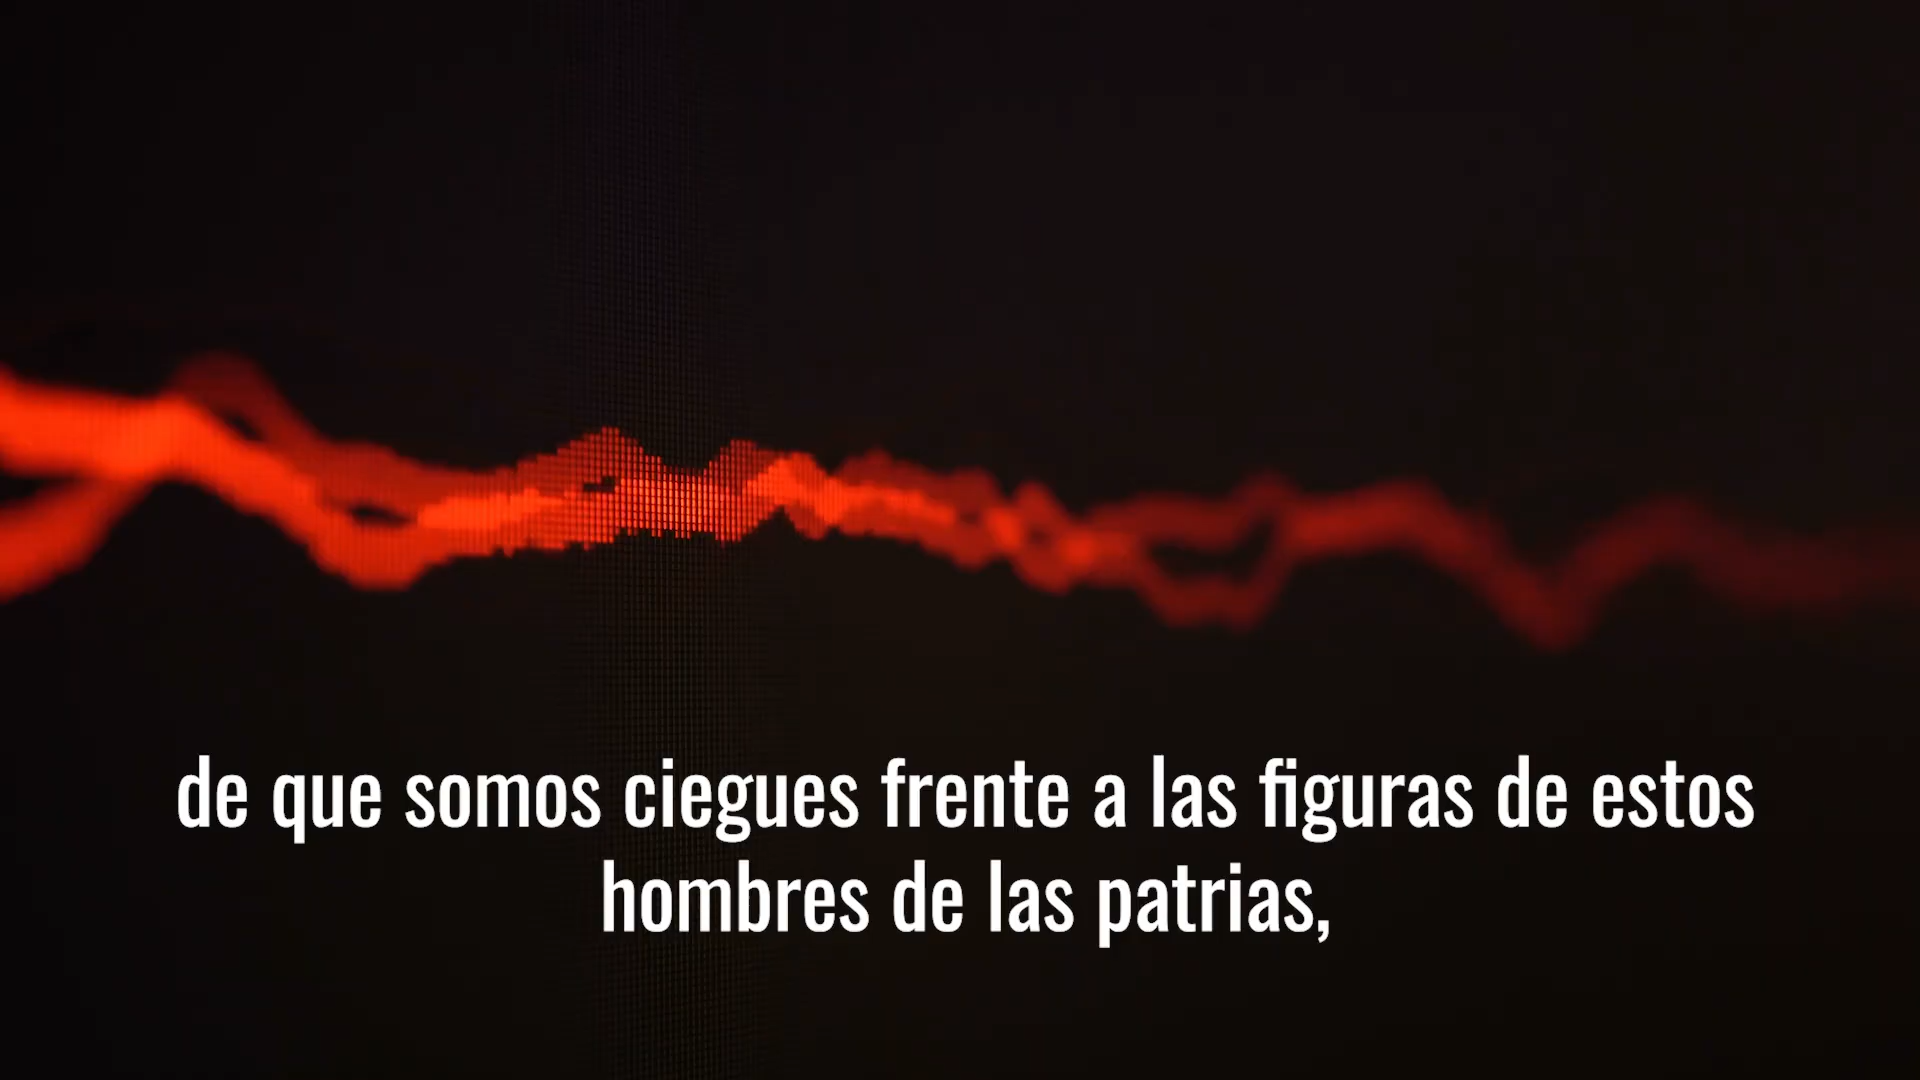 de que somos ciegues frente a las figuras de estos
hombres de las patrias,